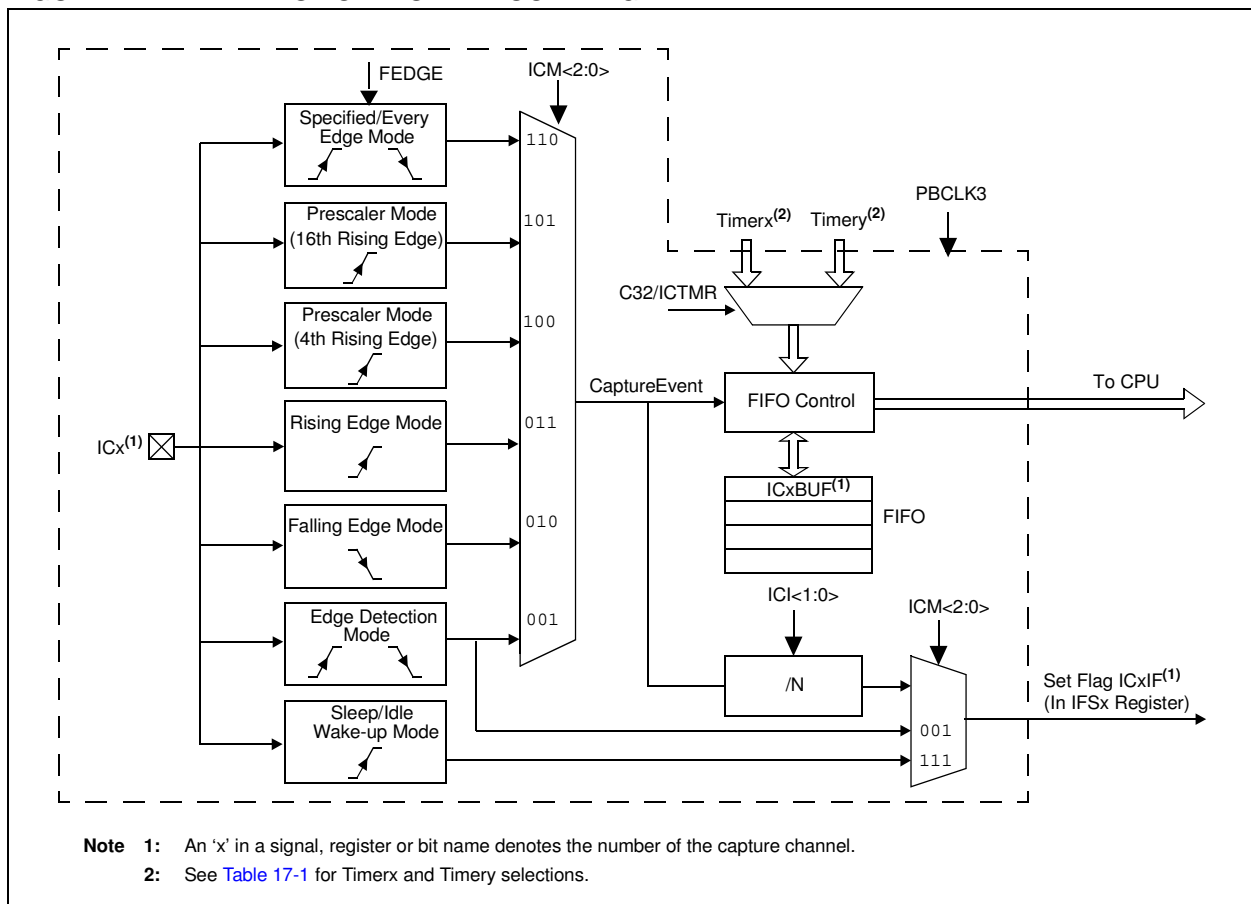 FEDGE
ICM<2:0>
Specified/Every
Edge Mode
110
PBCLK3
Prescaler Mode
(16th Rising Edge)
101
Timerx(2)
Timery(2)
C32/ICTMR
Prescaler Mode
(4th Rising Edge)
100
CaptureEvent
FIFO Control
To CPU
ICx(1)
Rising Edge Mode
011
ICxBUF(1)
FIFO
Falling Edge Mode
010
ICI<1:0>
ICM<2:0>
Edge Detection
Mode
001
/N
Set Flag ICxIF(1)
(In IFSx Register)
Sleep/Idle
Wake-up Mode
001
111
Note 1: An ‘x’ in a signal, register or bit name denotes the number of the capture channel.
2: See Table 17-1 for Timerx and Timery selections.